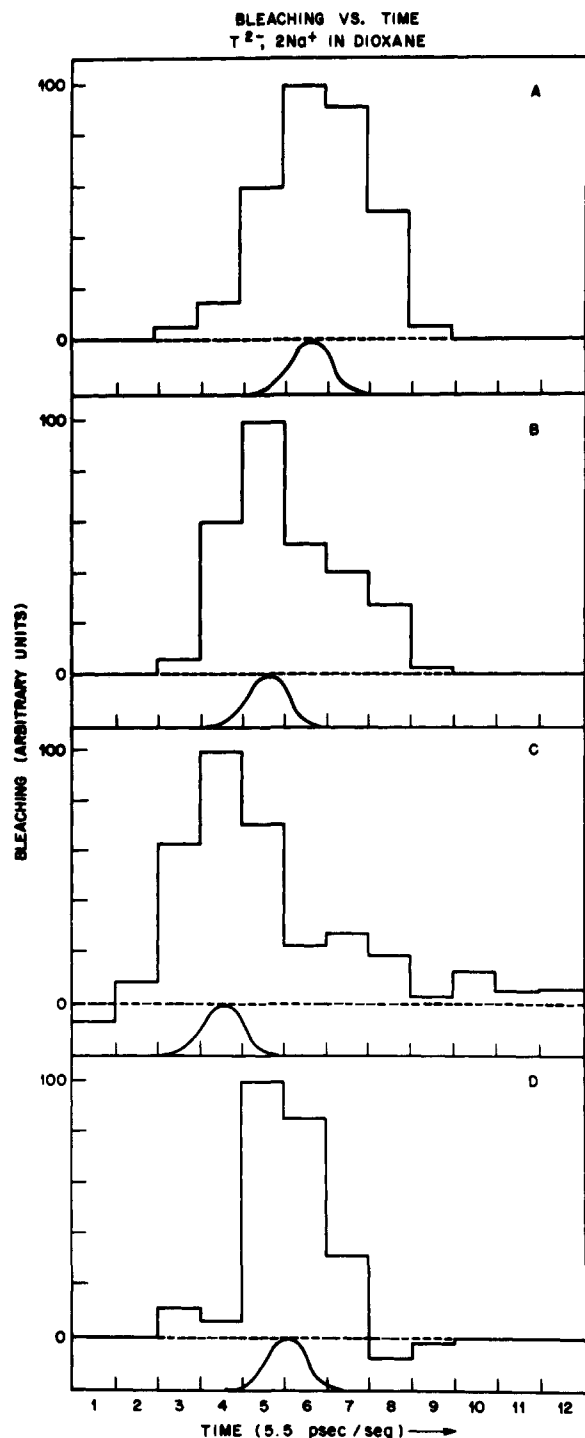 BLEACHING VS. TIME
T²⁻, 2Na⁺ IN DIOXANE
A
100
0
B
100
0
C
100
0
D
100
0
BLEACHING (ARBITRARY UNITS)
1 2 3 4 5 6 7 8 9 10 11 12
TIME (5.5 psec/seg)